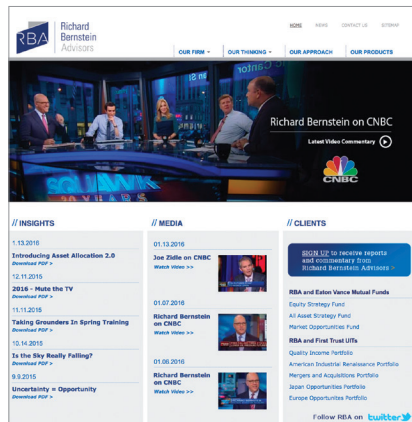 RBA
Richard
Bernstein
Advisors
HOME NEWS CONTACT US SITEMAP
OUR FIRM OUR THINKING OUR APPROACH OUR PRODUCTS
Richard Bernstein on CNBC
Latest Video Commentary
CNBC
// INSIGHTS
1.13.2016
Introducing Asset Allocation 2.0
Download PDF >
12.11.2015
2016 - Mute the TV
Download PDF >
11.11.2015
Taking Grounders In Spring Training
Download PDF >
10.14.2015
Is the Sky Really Falling?
Download PDF >
9.9.2015
Uncertainty = Opportunity
Download PDF >
// MEDIA
01.13.2016
Joe Zidle on CNBC
Watch Video >>
01.07.2016
Richard Bernstein
on CNBC
Watch Video >>
01.06.2016
Richard Bernstein
on CNBC
Watch Video >>
// CLIENTS
SIGN UP to receive reports
and commentary from
Richard Bernstein Advisors >
RBA and Eaton Vance Mutual Funds
Equity Strategy Fund
All Asset Strategy Fund
Market Opportunities Fund
RBA and First Trust UITs
Quality Income Portfolio
American Industrial Renaissance Portfolio
Mergers and Acquisitions Portfolio
Japan Opportunities Portfolio
Europe Opportunites Portfolio
Follow RBA on twitter